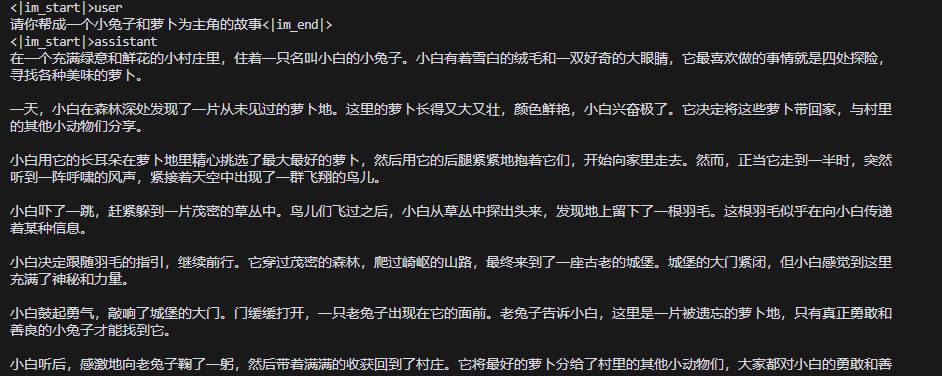 <|im_start|>user
请你帮成一个小兔子和萝卜为主角的故事<|im_end|>
<|im_start|>assistant
在一个充满绿意和鲜花的小村庄里，住着一只名叫小白的小兔子。小白有着雪白的绒毛和一双好奇的大眼睛，它最喜欢做的事情就是四处探险，
寻找各种美味的萝卜。
一天，小白在森林深处发现了一片从未见过的萝卜地。这里的萝卜长得又大又壮，颜色鲜艳，小白兴奋极了。它决定将这些萝卜带回家，与村里
的其他小动物们分享。
小白用它的长耳朵在萝卜地里精心挑选了最大最好的萝卜，然后用它的后腿紧紧地抱着它们，开始向家里走去。然而，正当它走到一半时，突然
听到一阵呼啸的风声，紧接着天空中出现了一群飞翔的鸟儿。
小白吓了一跳，赶紧躲到一片茂密的草丛中。鸟儿们飞过之后，小白从草丛中探出头来，发现地上留下了一根羽毛。这根羽毛似乎在向小白传递
着某种信息。
小白决定跟随羽毛的指引，继续前行。它穿过茂密的森林，爬过崎岖的山路，最终来到了一座古老的城堡。城堡的大门紧闭，但小白感觉到这里
充满了神秘和力量。
小白鼓起勇气，敲响了城堡的大门。门缓缓打开，一只老兔子出现在它的面前。老兔子告诉小白，这里是一片被遗忘的萝卜地，只有真正勇敢和
善良的小兔子才能找到它。
小白听后，感激地向老兔子鞠了一躬，然后带着满满的收获回到了村庄。它将最好的萝卜分给了村里的其他小动物们，大家都对小白的勇敢和善